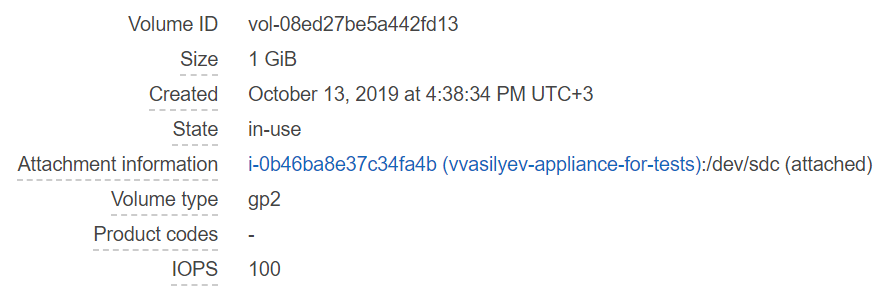 Volume ID vol-08ed27be5a442fd13
Size 1 GiB
Created October 13, 2019 at 4:38:34 PM UTC+3
State in-use
Attachment information i-0b46ba8e37c34fa4b (vvasilyev-appliance-for-tests):/dev/sdc (attached)
Volume type gp2
Product codes -
IOPS 100